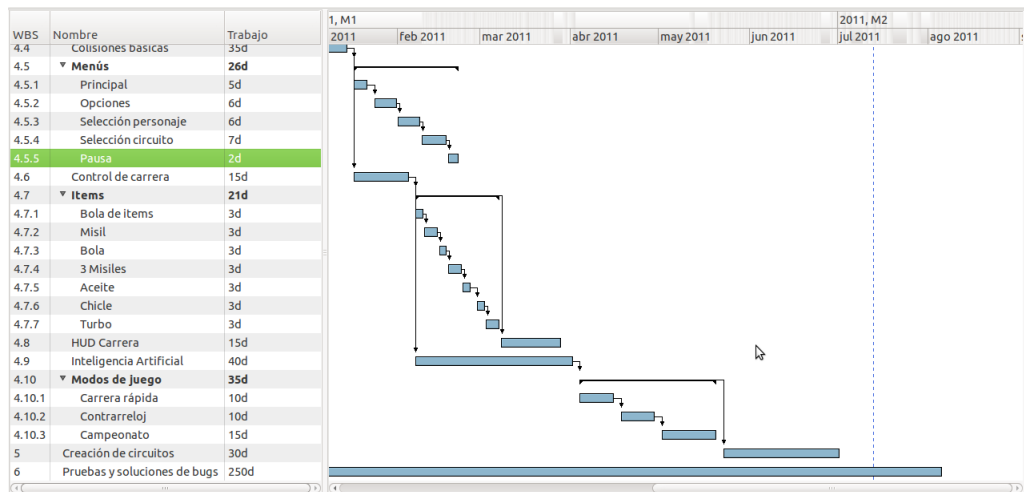 1, M1 2011, M2
WBS Nombre Trabajo 2011 feb 2011 mar 2011 abr 2011 may 2011 jun 2011 jul 2011 ago 2011
4.4 Colisiones básicas 35d
4.5 Menús 26d
4.5.1 Principal 5d
4.5.2 Opciones 6d
4.5.3 Selección personaje 6d
4.5.4 Selección circuito 7d
4.5.5 Pausa 2d
4.6 Control de carrera 15d
4.7 Items 21d
4.7.1 Bola de items 3d
4.7.2 Misil 3d
4.7.3 Bola 3d
4.7.4 3 Misiles 3d
4.7.5 Aceite 3d
4.7.6 Chicle 3d
4.7.7 Turbo 3d
4.8 HUD Carrera 15d
4.9 Inteligencia Artificial 40d
4.10 Modos de juego 35d
4.10.1 Carrera rápida 10d
4.10.2 Contrarreloj 10d
4.10.3 Campeonato 15d
5 Creación de circuitos 30d
6 Pruebas y soluciones de bugs 250d